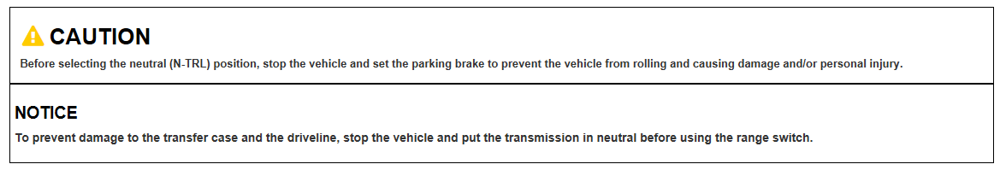 CAUTION
Before selecting the neutral (N-TRL) position, stop the vehicle and set the parking brake to prevent the vehicle from rolling and causing damage and/or personal injury.
NOTICE
To prevent damage to the transfer case and the driveline, stop the vehicle and put the transmission in neutral before using the range switch.